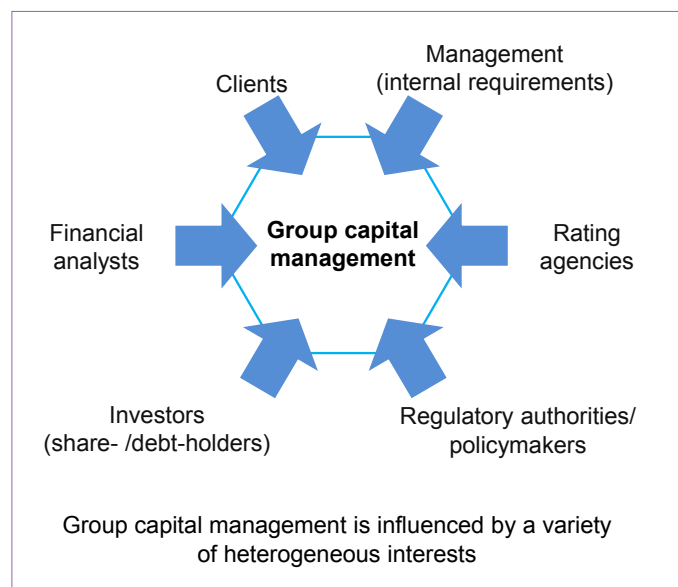 Clients
Management
(internal requirements)
Financial
analysts
Group capital
management
Rating
agencies
Investors
(share- /debt-holders)
Regulatory authorities/
policymakers
Group capital management is influenced by a variety
of heterogeneous interests